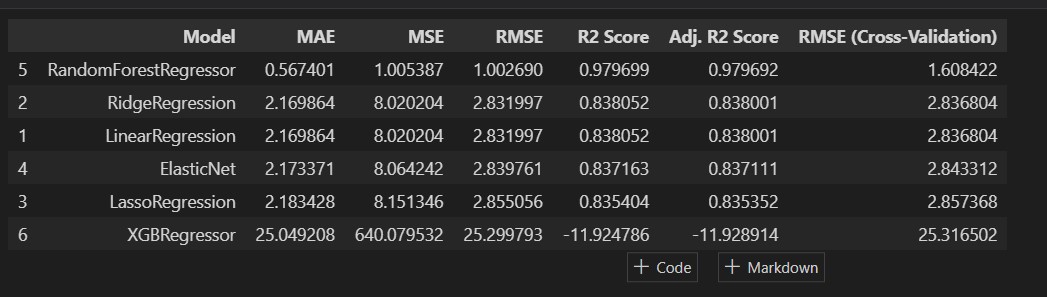 Model MAE MSE RMSE R2 Score Adj. R2 Score RMSE (Cross-Validation)
5 RandomForestRegressor 0.567401 1.005387 1.002690 0.979699 0.979692 1.608422
2 RidgeRegression 2.169864 8.020204 2.831997 0.838052 0.838001 2.836804
1 LinearRegression 2.169864 8.020204 2.831997 0.838052 0.838001 2.836804
4 ElasticNet 2.173371 8.064242 2.839761 0.837163 0.837111 2.843312
3 LassoRegression 2.183428 8.151346 2.855056 0.835404 0.835352 2.857368
6 XGBRegressor 25.049208 640.079532 25.299793 -11.924786 -11.928914 25.316502
+ Code + Markdown